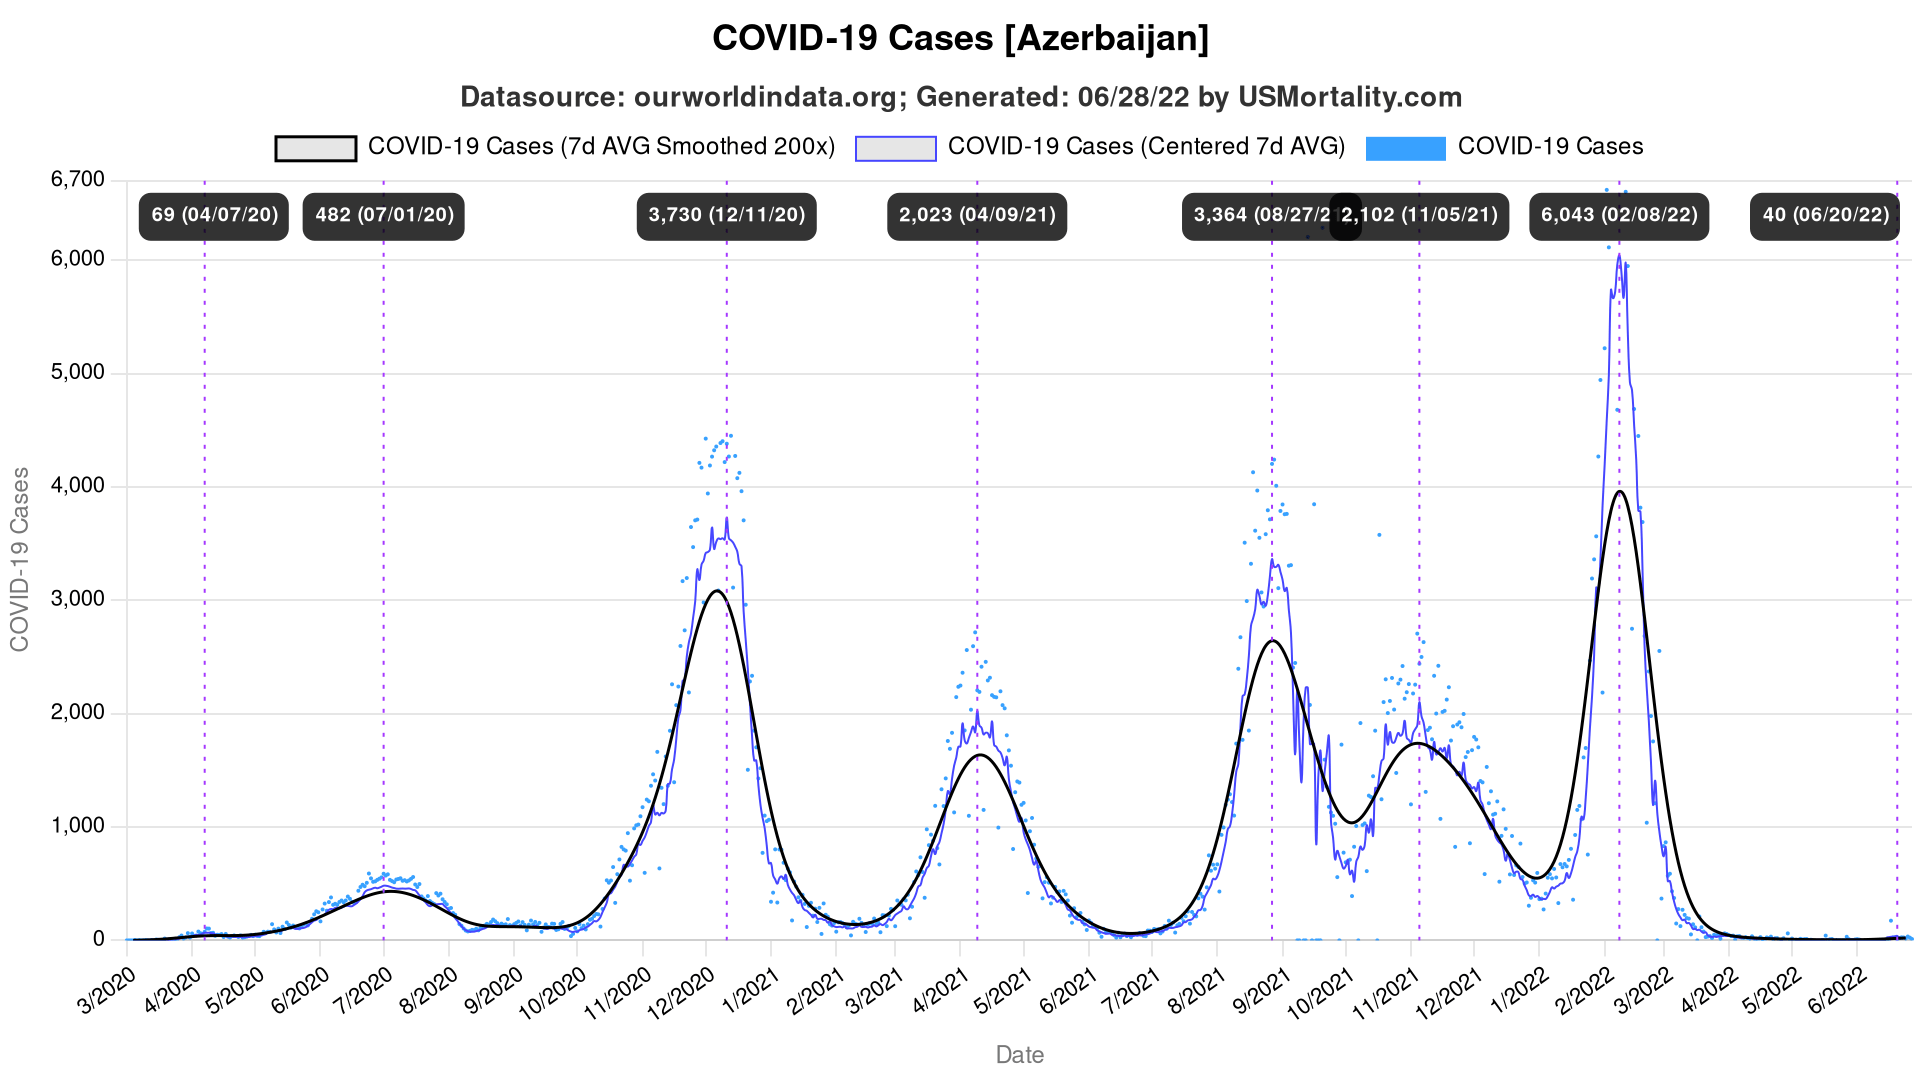 COVID-19 Cases [Azerbaijan]
Datasource: ourworldindata.org; Generated: 06/28/22 by USMortality.com
COVID-19 Cases (7d AVG Smoothed 200x) COVID-19 Cases (Centered 7d AVG) COVID-19 Cases
6,700
69 (04/07/20) 482 (07/01/20) 3,730 (12/11/20) 2,023 (04/09/21) 3,364 (08/27/21) 2,102 (11/05/21) 6,043 (02/08/22) 40 (06/20/22)
6,000
5,000
4,000
3,000
2,000
1,000
0
COVID-19 Cases
3/2020 4/2020 5/2020 6/2020 7/2020 8/2020 9/2020 10/2020 11/2020 12/2020 1/2021 2/2021 3/2021 4/2021 5/2021 6/2021 7/2021 8/2021 9/2021 10/2021 11/2021 12/2021 1/2022 2/2022 3/2022 4/2022 5/2022 6/2022
Date